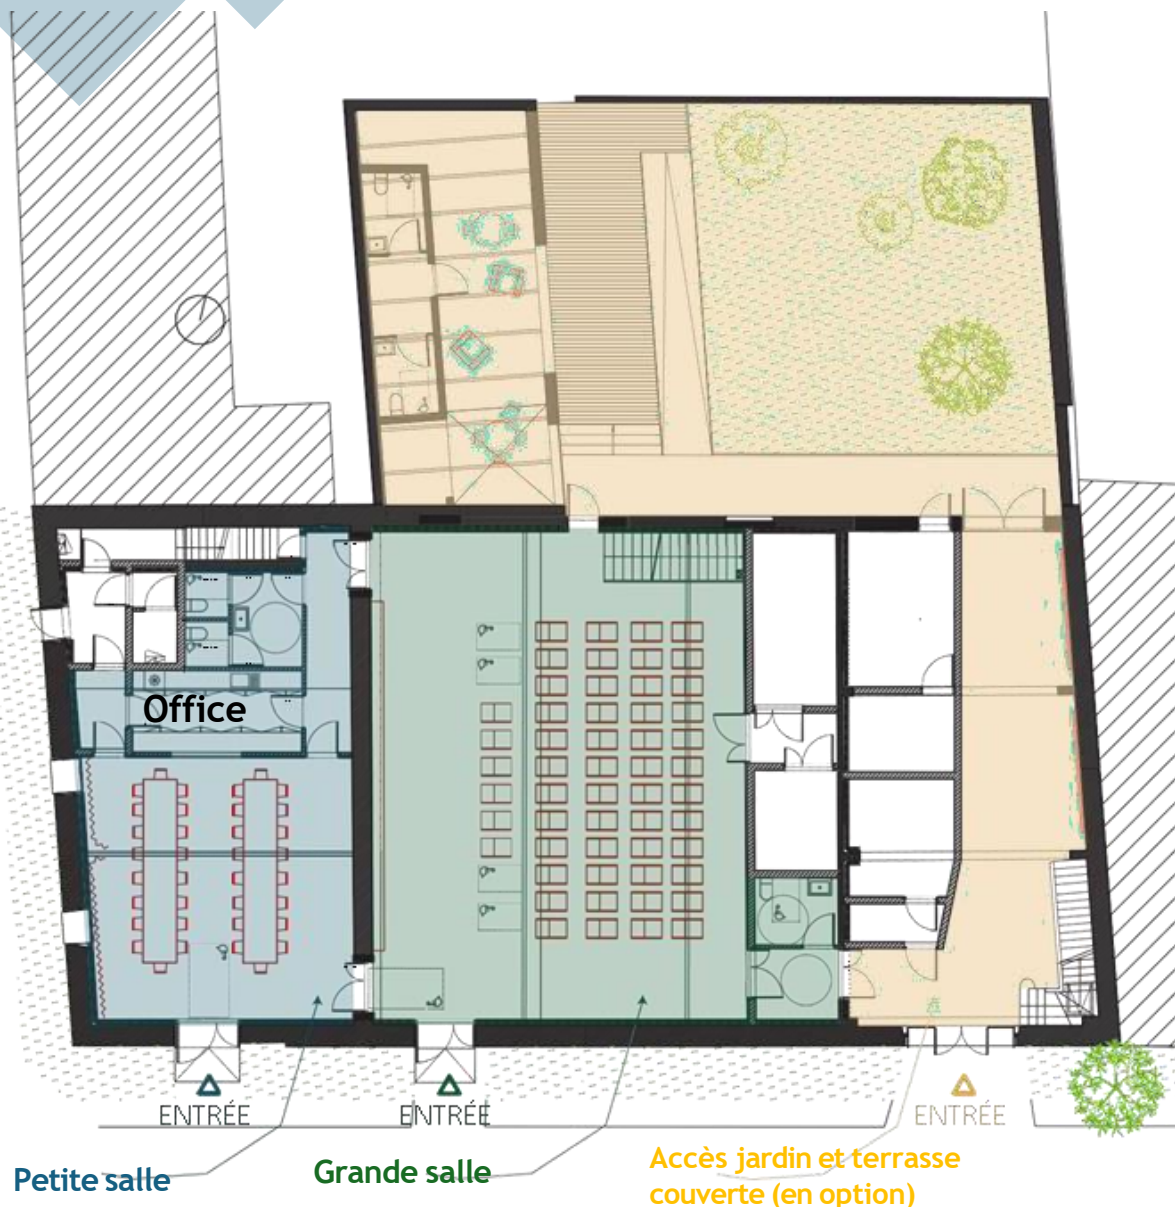 Office
ENTRÉE
ENTRÉE
ENTRÉE
Petite salle
Grande salle
Accès jardin et terrasse
couverte (en option)